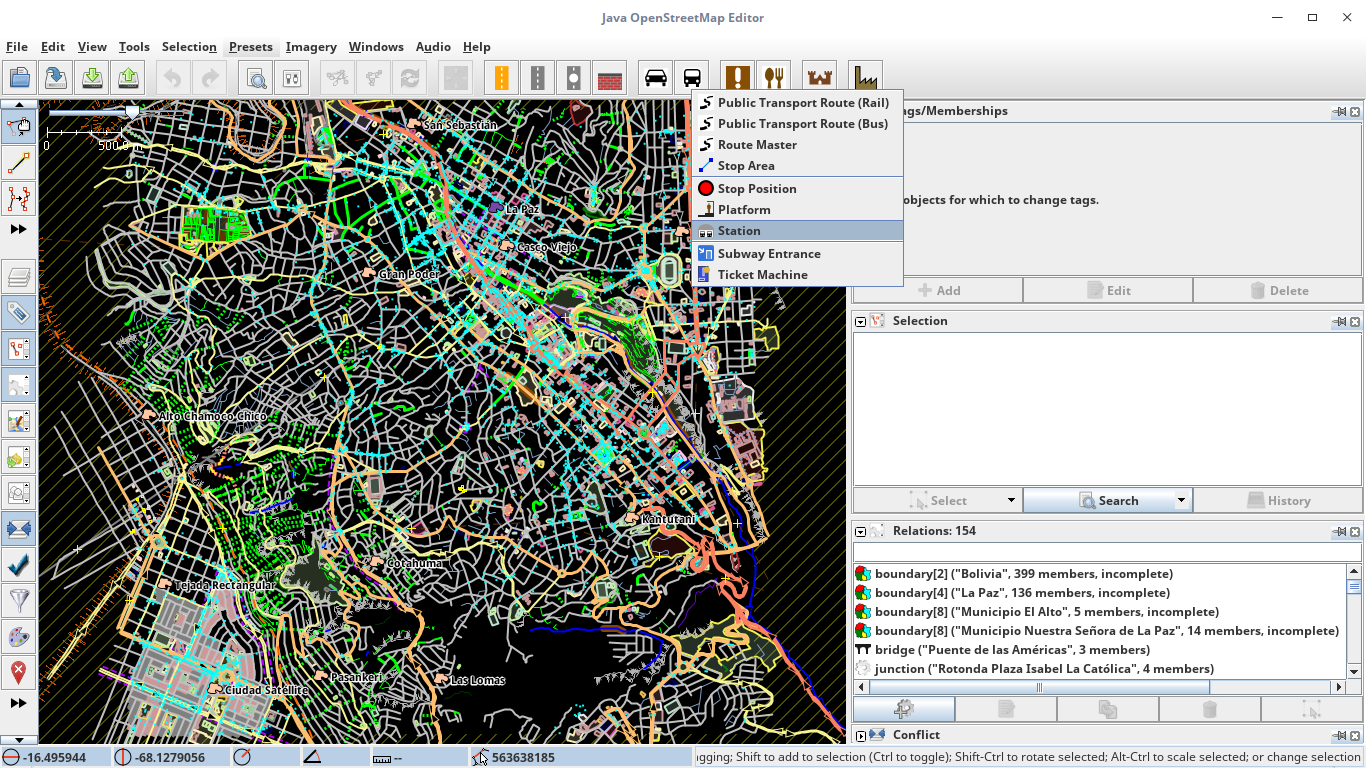 Java OpenStreetMap Editor
File Edit View Tools Selection Presets Imagery Windows Audio Help
0 500.0 m
San Sebastián
La Paz
Casco Viejo
Gran Poder
Alto Chamoco Chico
Kantutani
Cotahuma
Tejada Rectangular
Pasankeri
Las Lomas
Ciudad Satélite
Public Transport Route (Rail)
Public Transport Route (Bus)
Route Master
Stop Area
Stop Position
Platform
Station
Subway Entrance
Ticket Machine
ags/Memberships
objects for which to change tags.
Add Edit Delete
Selection
Select Search History
Relations: 154
boundary[2] ("Bolivia", 399 members, incomplete)
boundary[4] ("La Paz", 136 members, incomplete)
boundary[8] ("Municipio El Alto", 5 members, incomplete)
boundary[8] ("Municipio Nuestra Señora de La Paz", 14 members, incomplete)
bridge ("Puente de las Américas", 3 members)
junction ("Rotonda Plaza Isabel La Católica", 4 members)
Conflict
-16.495944 -68.1279056 -- 563638185
gging; Shift to add to selection (Ctrl to toggle); Shift-Ctrl to rotate selected; Alt-Ctrl to scale selected; or change selection